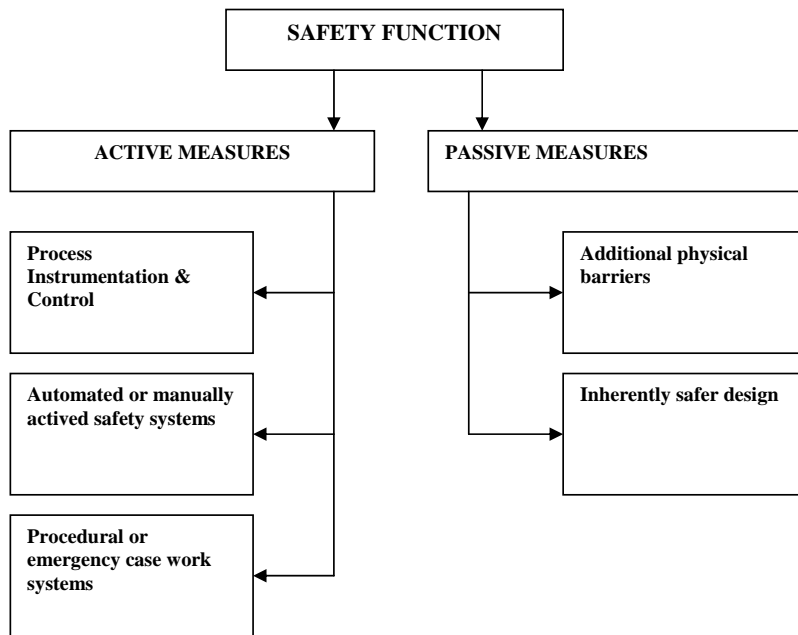 SAFETY FUNCTION
ACTIVE MEASURES
PASSIVE MEASURES
Process
Instrumentation &
Control
Additional physical
barriers
Automated or manually
actived safety systems
Inherently safer design
Procedural or
emergency case work
systems